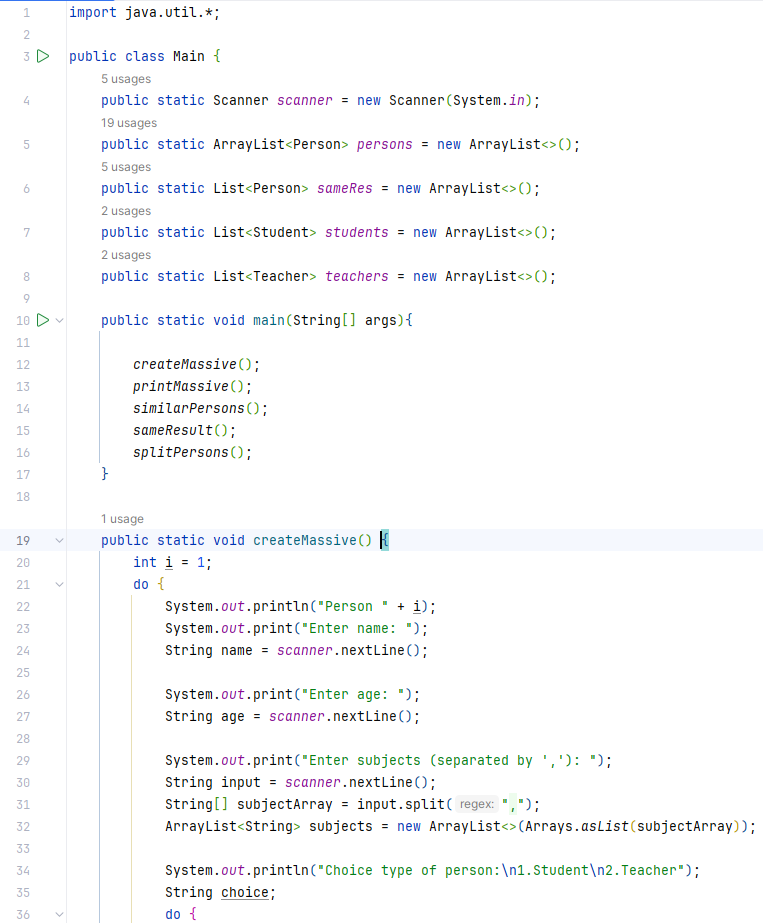 1 import java.util.*;
2
3 public class Main {
5 usages
4 public static Scanner scanner = new Scanner(System.in);
19 usages
5 public static ArrayList<Person> persons = new ArrayList<>();
5 usages
6 public static List<Person> sameRes = new ArrayList<>();
2 usages
7 public static List<Student> students = new ArrayList<>();
2 usages
8 public static List<Teacher> teachers = new ArrayList<>();
9
10 public static void main(String[] args){
11
12 createMassive();
13 printMassive();
14 similarPersons();
15 sameResult();
16 splitPersons();
17 }
18
1 usage
19 public static void createMassive() {
20 int i = 1;
21 do {
22 System.out.println("Person " + i);
23 System.out.print("Enter name: ");
24 String name = scanner.nextLine();
25
26 System.out.print("Enter age: ");
27 String age = scanner.nextLine();
28
29 System.out.print("Enter subjects (separated by ','): ");
30 String input = scanner.nextLine();
31 String[] subjectArray = input.split( regex: ",");
32 ArrayList<String> subjects = new ArrayList<>(Arrays.asList(subjectArray));
33
34 System.out.println("Choice type of person:\n1.Student\n2.Teacher");
35 String choice;
36 do {